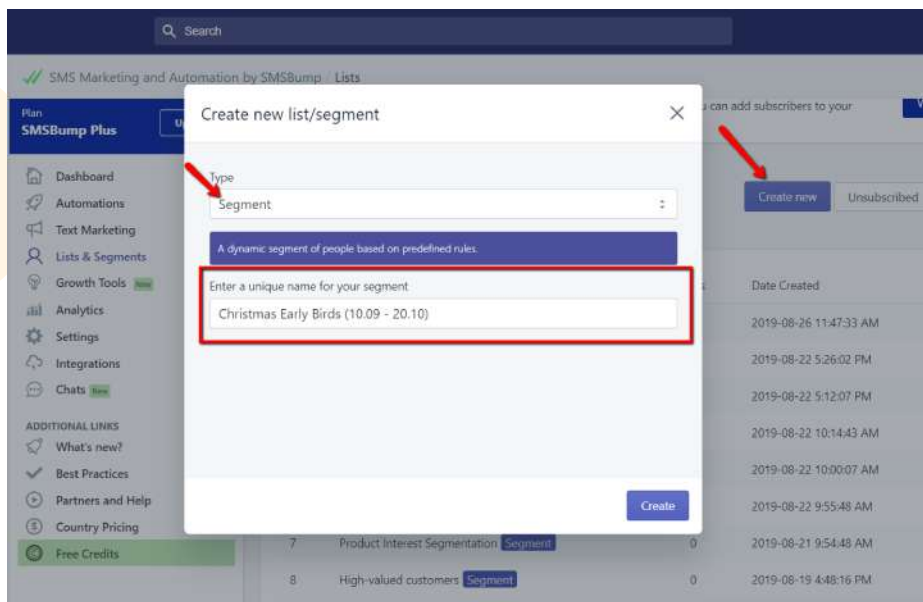 Search
SMS Marketing and Automation by SMSBump / Lists
Plan
SMSBump Plus
Create new list/segment
can add subscribers to your
Type
Segment
A dynamic segment of people based on predefined rules.
Enter a unique name for your segment
Christmas Early Birds (10.09 - 20.10)
Create
Create new
Unsubscribed
Dashboard
Automations
Text Marketing
Lists & Segments
Growth Tools New
Analytics
Settings
Integrations
Chats New
ADDITIONAL LINKS
What's new?
Best Practices
Partners and Help
Country Pricing
Free Credits
Date Created
2019-08-26 11:47:33 AM
2019-08-22 5:26:02 PM
2019-08-22 5:12:07 PM
2019-08-22 10:14:43 AM
2019-08-22 10:00:07 AM
2019-08-22 9:55:48 AM
7 Product Interest Segmentation Segment 0 2019-08-21 9:54:48 AM
8 High-valued customers Segment 0 2019-08-19 4:48:16 PM